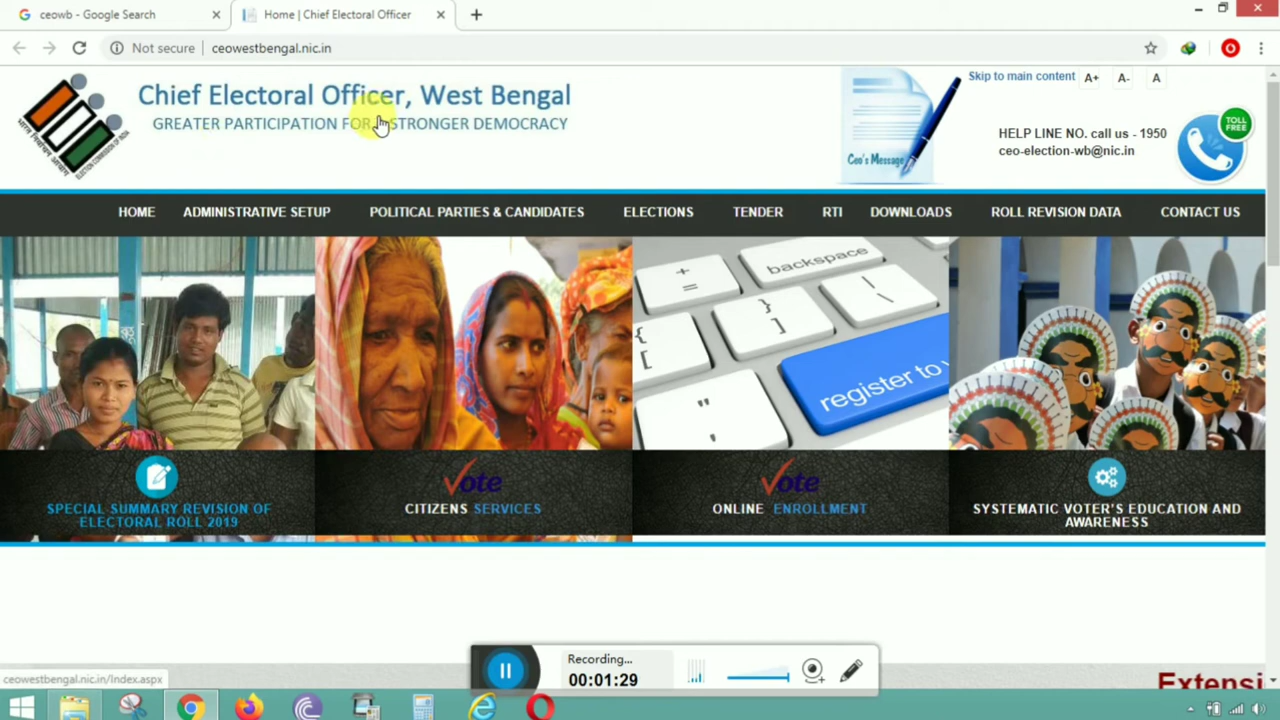 ceowb - Google Search
Home | Chief Electoral Officer
Not secure
ceowestbengal.nic.in
Chief Electoral Officer, West Bengal
GREATER PARTICIPATION FOR A STRONGER DEMOCRACY
ELECTION COMMISSION OF INDIA
Ceo's Message
Skip to main content A+ A- A
HELP LINE NO. call us - 1950
ceo-election-wb@nic.in
TOLL
FREE
HOME ADMINISTRATIVE SETUP POLITICAL PARTIES & CANDIDATES ELECTIONS TENDER RTI DOWNLOADS ROLL REVISION DATA CONTACT US
backspace
register to
SPECIAL SUMMARY REVISION OF
ELECTORAL ROLL 2019
Vote
CITIZENS SERVICES
Vote
ONLINE ENROLLMENT
SYSTEMATIC VOTER'S EDUCATION AND
AWARENESS
Recording...
00:01:29
ceowestbengal.nic.in/Index.aspx
Extensi